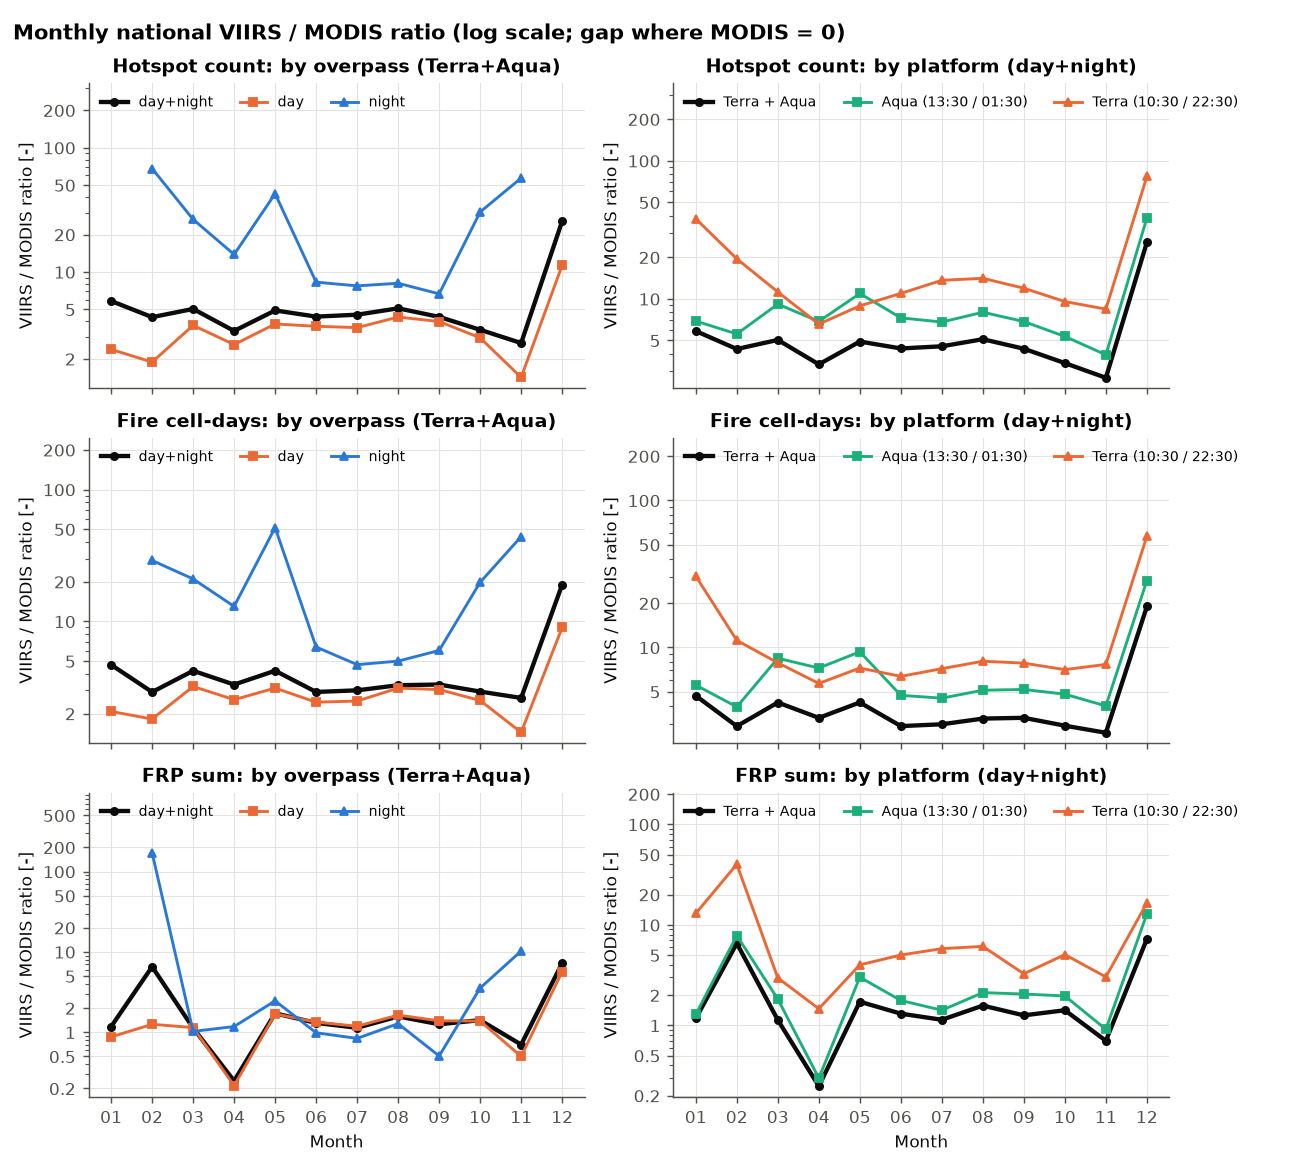 Monthly national VIIRS / MODIS ratio (log scale; gap where MODIS = 0)
Hotspot count: by overpass (Terra+Aqua)
day+night day night
VIIRS / MODIS ratio [-]
200
100
50
20
10
5
2
Hotspot count: by platform (day+night)
Terra + Aqua Aqua (13:30 / 01:30) Terra (10:30 / 22:30)
VIIRS / MODIS ratio [-]
200
100
50
20
10
5
Fire cell-days: by overpass (Terra+Aqua)
day+night day night
VIIRS / MODIS ratio [-]
200
100
50
20
10
5
2
Fire cell-days: by platform (day+night)
Terra + Aqua Aqua (13:30 / 01:30) Terra (10:30 / 22:30)
VIIRS / MODIS ratio [-]
200
100
50
20
10
5
FRP sum: by overpass (Terra+Aqua)
day+night day night
VIIRS / MODIS ratio [-]
500
200
100
50
20
10
5
2
1
0.5
0.2
01 02 03 04 05 06 07 08 09 10 11 12
Month
FRP sum: by platform (day+night)
Terra + Aqua Aqua (13:30 / 01:30) Terra (10:30 / 22:30)
VIIRS / MODIS ratio [-]
200
100
50
20
10
5
2
1
0.5
0.2
01 02 03 04 05 06 07 08 09 10 11 12
Month